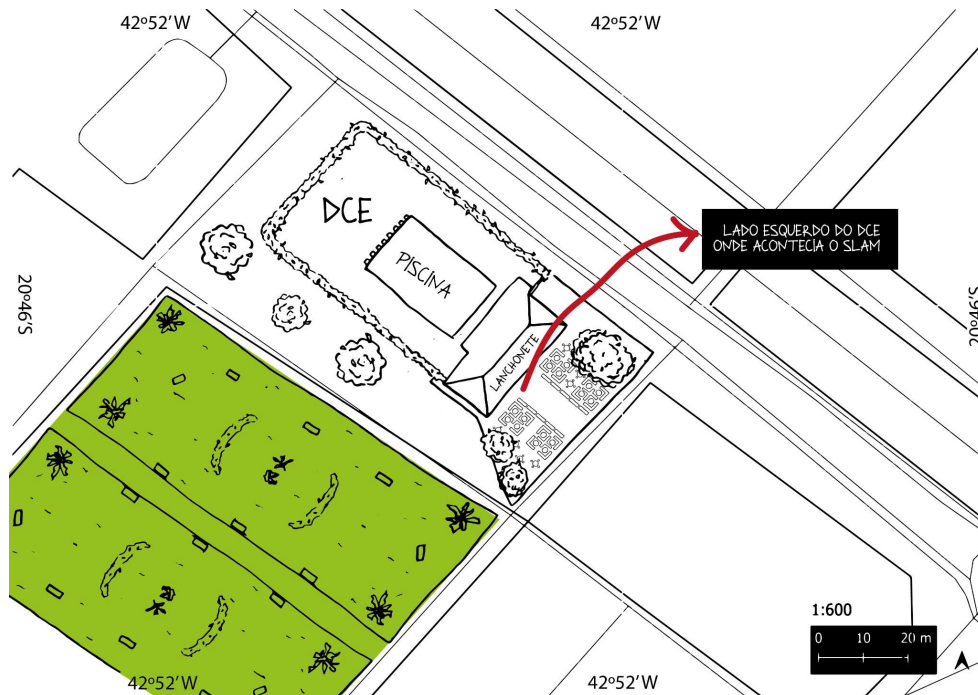 42º52'W
42º52'W
DCE
LADO ESQUERDO DO DCE
ONDE ACONTECIA O SLAM
PISCINA
20º46'S
20º46'S
LANCHONETE
1:600
0 10 20 m
42º52'W
42º52'W